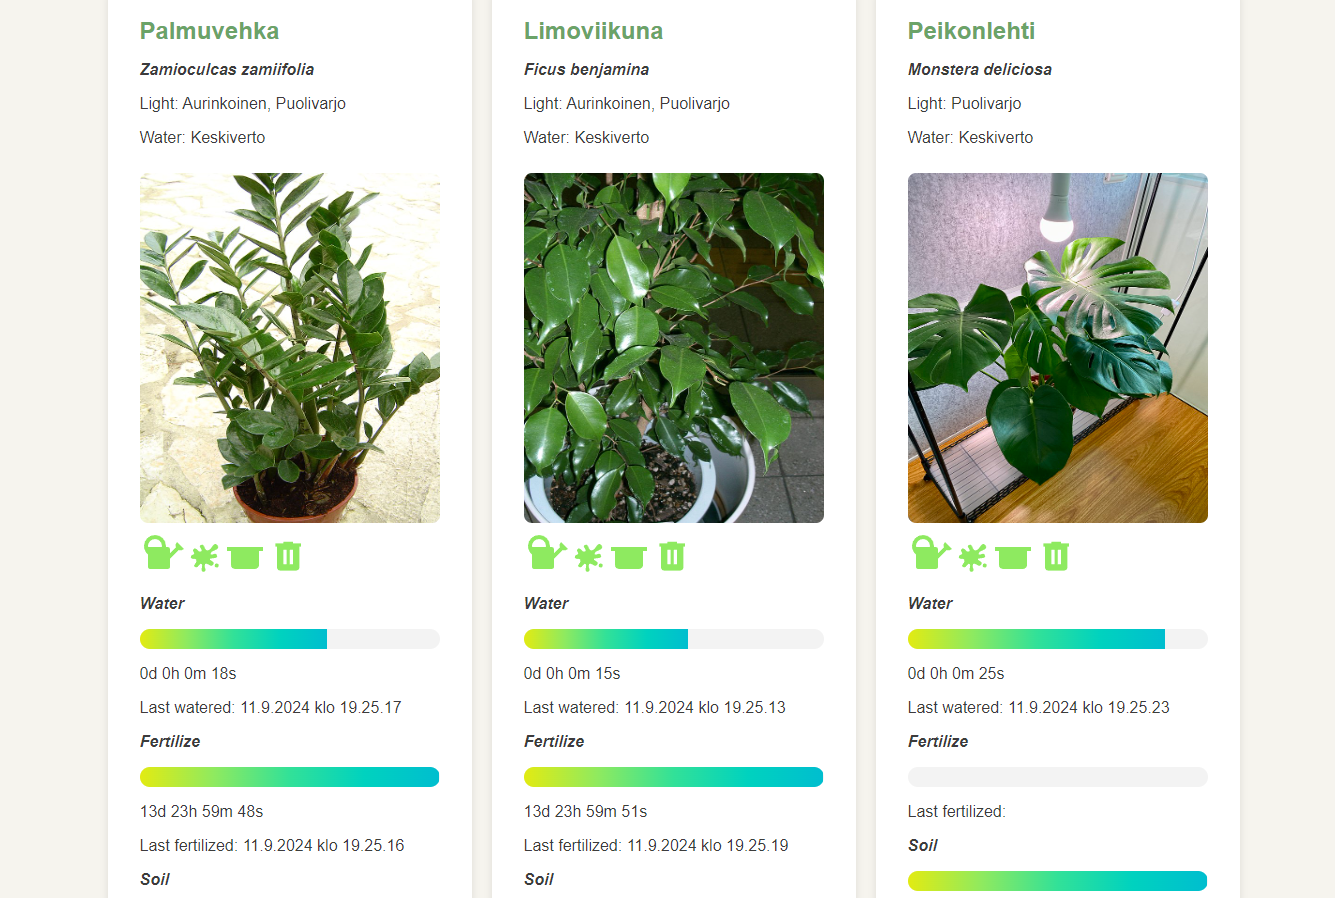 Palmuvehka
Zamioculcas zamiifolia
Light: Aurinkoinen, Puolivarjo
Water: Keskiverto
Water
0d 0h 0m 18s
Last watered: 11.9.2024 klo 19.25.17
Fertilize
13d 23h 59m 48s
Last fertilized: 11.9.2024 klo 19.25.16
Soil
Limoviikuna
Ficus benjamina
Light: Aurinkoinen, Puolivarjo
Water: Keskiverto
Water
0d 0h 0m 15s
Last watered: 11.9.2024 klo 19.25.13
Fertilize
13d 23h 59m 51s
Last fertilized: 11.9.2024 klo 19.25.19
Soil
Peikonlehti
Monstera deliciosa
Light: Puolivarjo
Water: Keskiverto
Water
0d 0h 0m 25s
Last watered: 11.9.2024 klo 19.25.23
Fertilize
Last fertilized:
Soil